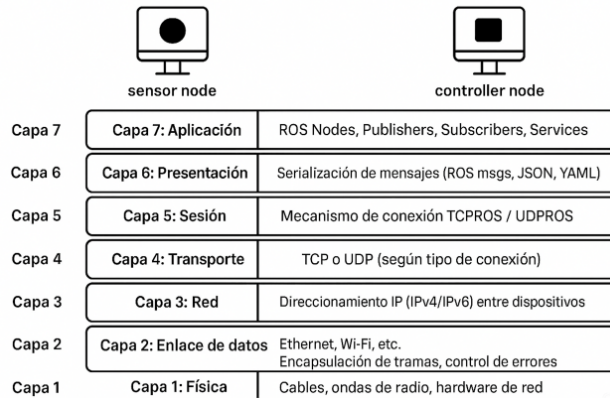 sensor node
controller node
Capa 7
Capa 7: Aplicación
ROS Nodes, Publishers, Subscribers, Services
Capa 6
Capa 6: Presentación
Serialización de mensajes (ROS msgs, JSON, YAML)
Capa 5
Capa 5: Sesión
Mecanismo de conexión TCPROS / UDPROS
Capa 4
Capa 4: Transporte
TCP o UDP (según tipo de conexión)
Capa 3
Capa 3: Red
Direccionamiento IP (IPv4/IPv6) entre dispositivos
Capa 2
Capa 2: Enlace de datos
Ethernet, Wi-Fi, etc.
Encapsulación de tramas, control de errores
Capa 1
Capa 1: Física
Cables, ondas de radio, hardware de red